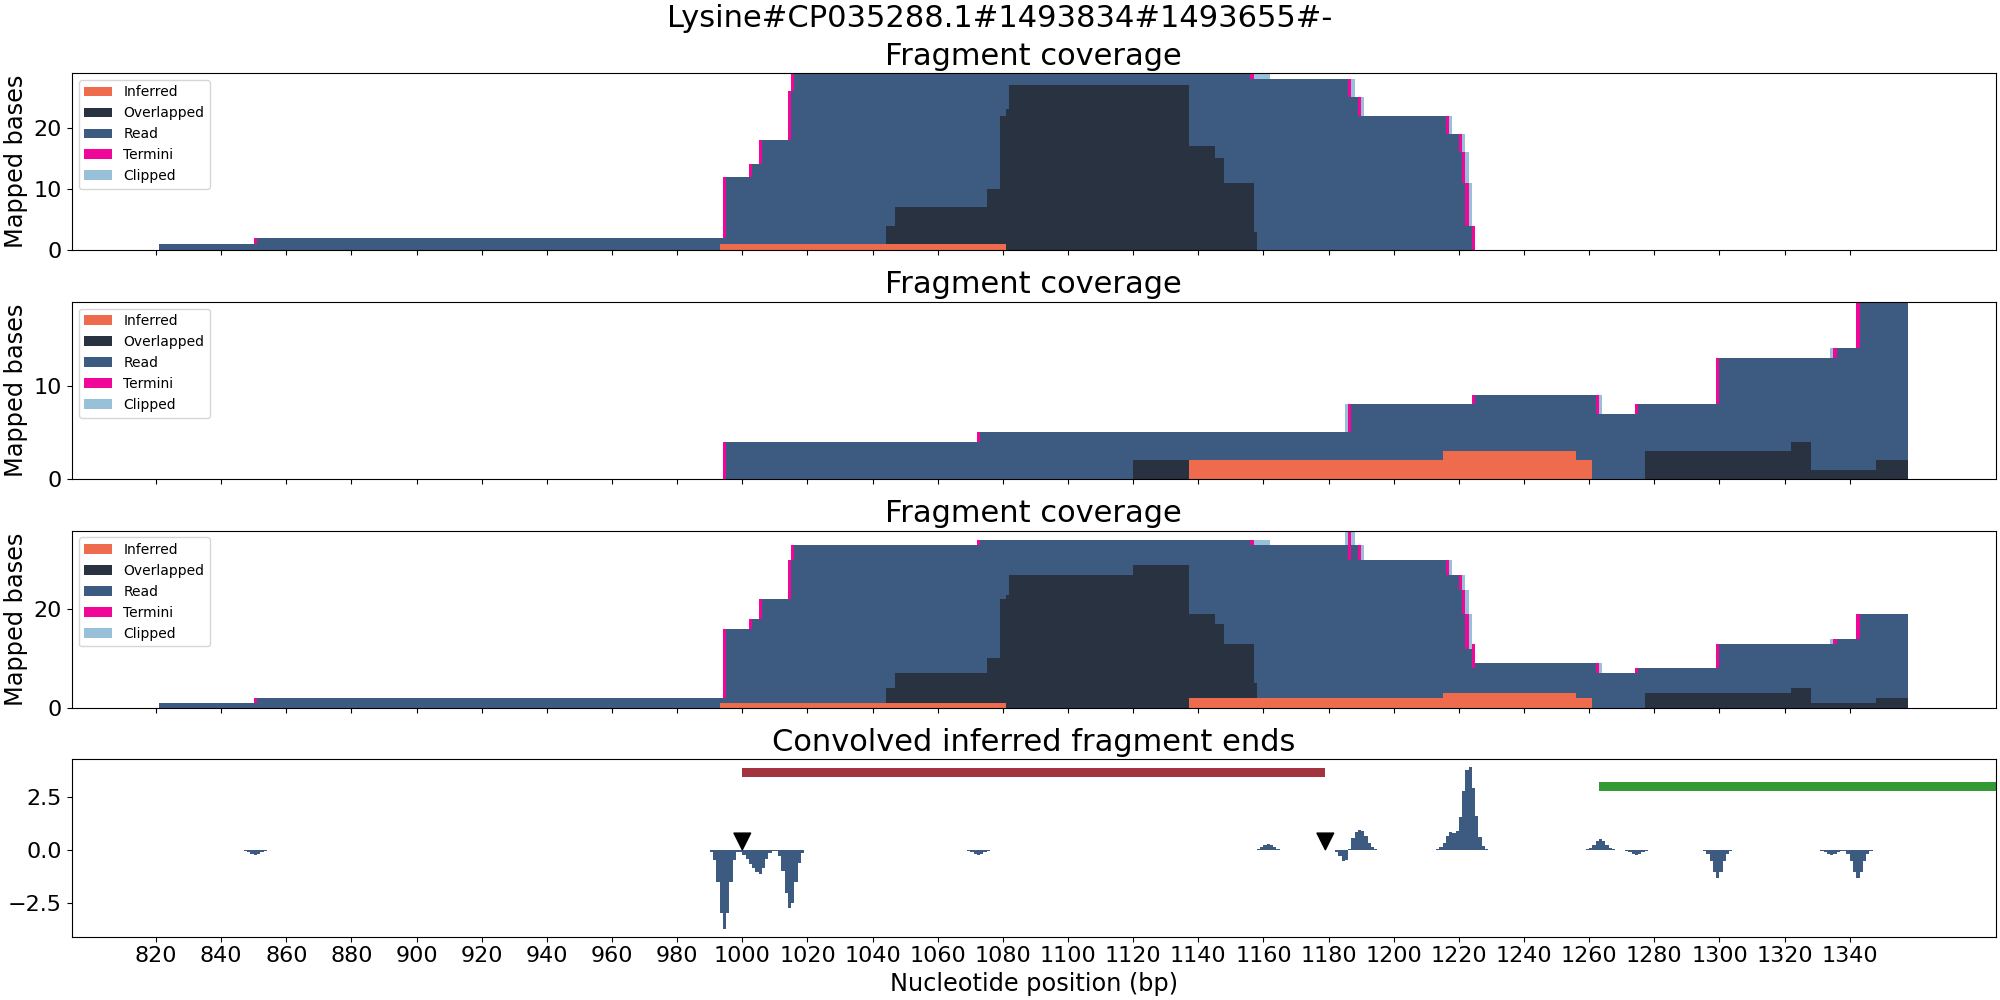 Lysine#CP035288.1#1493834#1493655#-
Fragment coverage
Mapped bases
20
10
0
Inferred
Overlapped
Read
Termini
Clipped
Fragment coverage
Mapped bases
10
0
Inferred
Overlapped
Read
Termini
Clipped
Fragment coverage
Mapped bases
20
0
Inferred
Overlapped
Read
Termini
Clipped
Convolved inferred fragment ends
2.5
0.0
−2.5
820 840 860 880 900 920 940 960 980 1000 1020 1040 1060 1080 1100 1120 1140 1160 1180 1200 1220 1240 1260 1280 1300 1320 1340
Nucleotide position (bp)